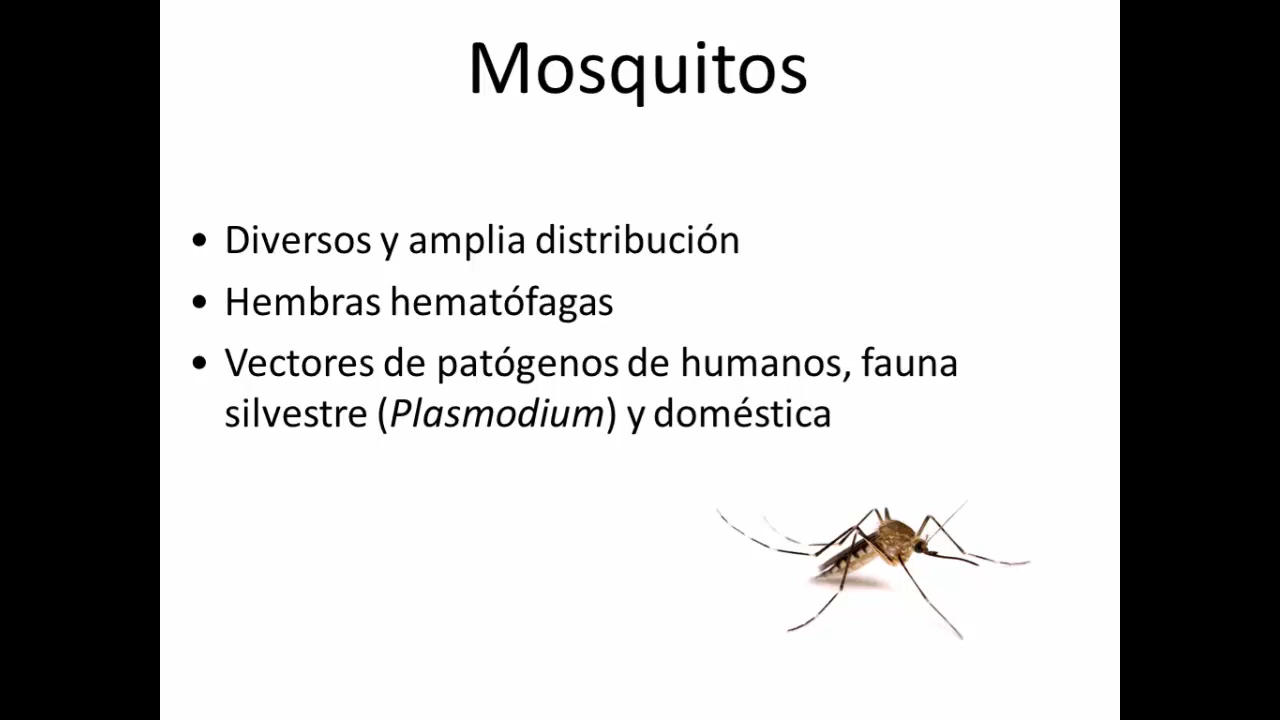 Mosquitos
• Diversos y amplia distribución
• Hembras hematófagas
• Vectores de patógenos de humanos, fauna
silvestre (Plasmodium) y doméstica